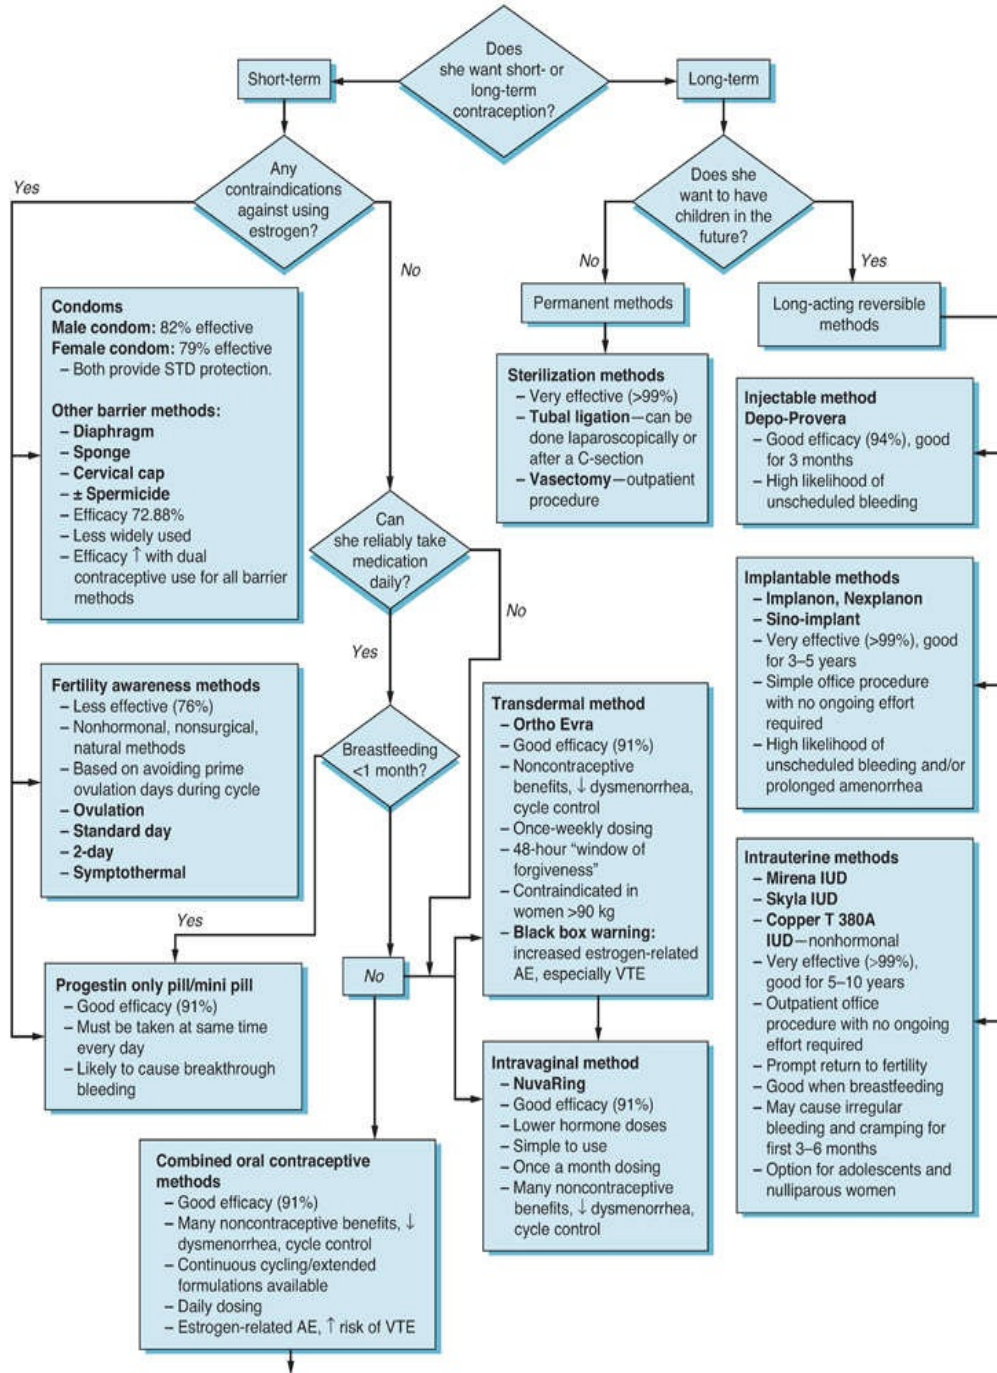 Does
she want short- or
long-term
contraception?
Short-term
Long-term
Any
contraindications
against using
estrogen?
Yes
No
Does she
want to have
children in the
future?
No
Yes
Permanent methods
Long-acting reversible
methods
Condoms
Male condom: 82% effective
Female condom: 79% effective
– Both provide STD protection.
Other barrier methods:
– Diaphragm
– Sponge
– Cervical cap
– ± Spermicide
– Efficacy 72.88%
– Less widely used
– Efficacy ↑ with dual
contraceptive use for all barrier
methods
Sterilization methods
– Very effective (>99%)
– Tubal ligation—can be
done laparoscopically or
after a C-section
– Vasectomy—outpatient
procedure
Injectable method
Depo-Provera
– Good efficacy (94%), good
for 3 months
– High likelihood of
unscheduled bleeding
Can
she reliably take
medication
daily?
Yes
No
Implantable methods
– Implanon, Nexplanon
– Sino-implant
– Very effective (>99%), good
for 3–5 years
– Simple office procedure
with no ongoing effort
required
– High likelihood of
unscheduled bleeding and/or
prolonged amenorrhea
Fertility awareness methods
– Less effective (76%)
– Nonhormonal, nonsurgical,
natural methods
– Based on avoiding prime
ovulation days during cycle
– Ovulation
– Standard day
– 2-day
– Symptothermal
Breastfeeding
<1 month?
Yes
No
Transdermal method
– Ortho Evra
– Good efficacy (91%)
– Noncontraceptive
benefits, ↓ dysmenorrhea,
cycle control
– Once-weekly dosing
– 48-hour “window of
forgiveness”
– Contraindicated in
women >90 kg
– Black box warning:
increased estrogen-related
AE, especially VTE
Intrauterine methods
– Mirena IUD
– Skyla IUD
– Copper T 380A
IUD—nonhormonal
– Very effective (>99%),
good for 5–10 years
– Outpatient office
procedure with no ongoing
effort required
– Prompt return to fertility
– Good when breastfeeding
– May cause irregular
bleeding and cramping for
first 3–6 months
– Option for adolescents and
nulliparous women
Progestin only pill/mini pill
– Good efficacy (91%)
– Must be taken at same time
every day
– Likely to cause breakthrough
bleeding
Intravaginal method
– NuvaRing
– Good efficacy (91%)
– Lower hormone doses
– Simple to use
– Once a month dosing
– Many noncontraceptive
benefits, ↓ dysmenorrhea,
cycle control
Combined oral contraceptive
methods
– Good efficacy (91%)
– Many noncontraceptive benefits, ↓
dysmenorrhea, cycle control
– Continuous cycling/extended
formulations available
– Daily dosing
– Estrogen-related AE, ↑ risk of VTE